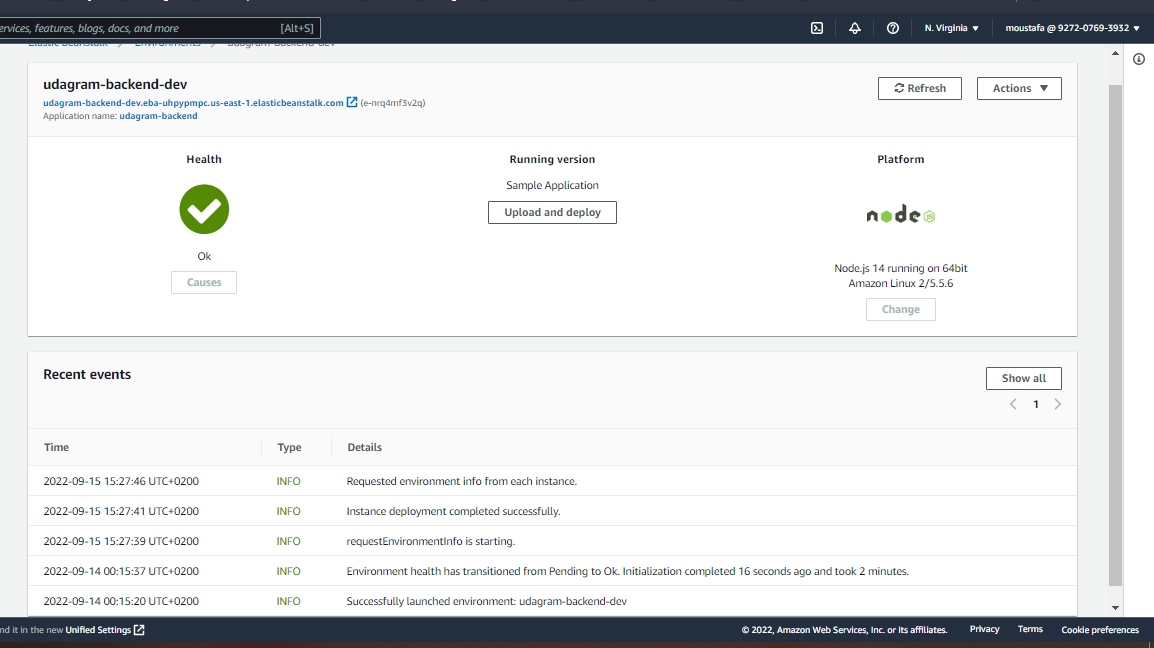 ervices, features, blogs, docs, and more [Alt+S] N. Virginia ▼ moustafa @ 9272-0769-3932 ▼
Elastic Beanstalk > Environments > udagram-backend-dev
udagram-backend-dev
Refresh Actions ▼
udagram-backend-dev.eba-uhpypmpc.us-east-1.elasticbeanstalk.com (e-nrq4mf3v2q)
Application name: udagram-backend
Health Running version Platform
Sample Application
Upload and deploy
node JS
Ok
Node.js 14 running on 64bit
Causes
Amazon Linux 2/5.5.6
Change
Recent events
Show all
< 1 >
Time Type Details
2022-09-15 15:27:46 UTC+0200 INFO Requested environment info from each instance.
2022-09-15 15:27:41 UTC+0200 INFO Instance deployment completed successfully.
2022-09-15 15:27:39 UTC+0200 INFO requestEnvironmentInfo is starting.
2022-09-14 00:15:37 UTC+0200 INFO Environment health has transitioned from Pending to Ok. Initialization completed 16 seconds ago and took 2 minutes.
2022-09-14 00:15:20 UTC+0200 INFO Successfully launched environment: udagram-backend-dev
nd it in the new Unified Settings © 2022, Amazon Web Services, Inc. or its affiliates. Privacy Terms Cookie preferences